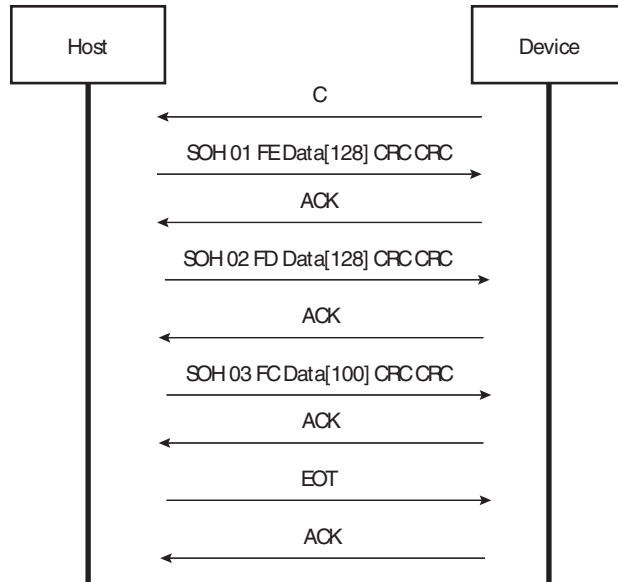 Host
Device
C
SOH 01 FE Data[128] CRC CRC
ACK
SOH 02 FD Data[128] CRC CRC
ACK
SOH 03 FC Data[100] CRC CRC
ACK
EOT
ACK